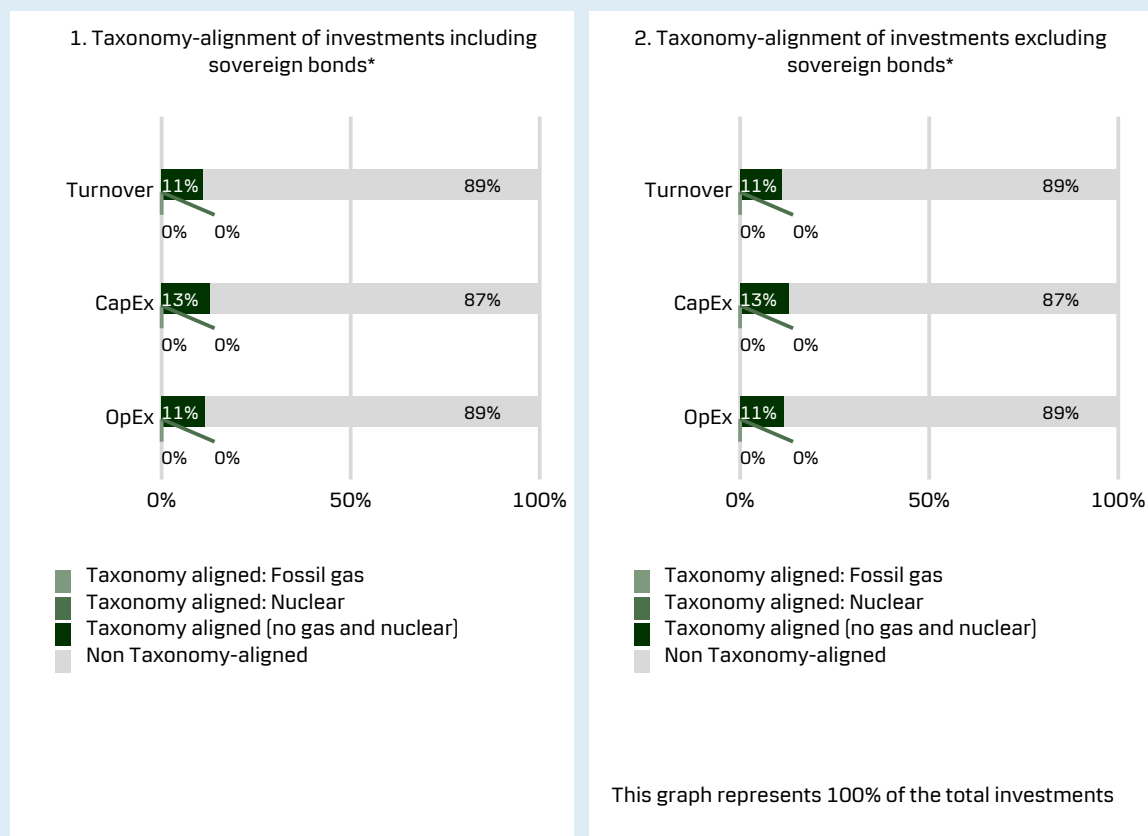 1. Taxonomy-alignment of investments including
sovereign bonds*
Turnover 11% 89%
0% 0%
CapEx 13% 87%
0% 0%
OpEx 11% 89%
0% 0%
0% 50% 100%
Taxonomy aligned: Fossil gas
Taxonomy aligned: Nuclear
Taxonomy aligned (no gas and nuclear)
Non Taxonomy-aligned
2. Taxonomy-alignment of investments excluding
sovereign bonds*
Turnover 11% 89%
0% 0%
CapEx 13% 87%
0% 0%
OpEx 11% 89%
0% 0%
0% 50% 100%
Taxonomy aligned: Fossil gas
Taxonomy aligned: Nuclear
Taxonomy aligned (no gas and nuclear)
Non Taxonomy-aligned
This graph represents 100% of the total investments